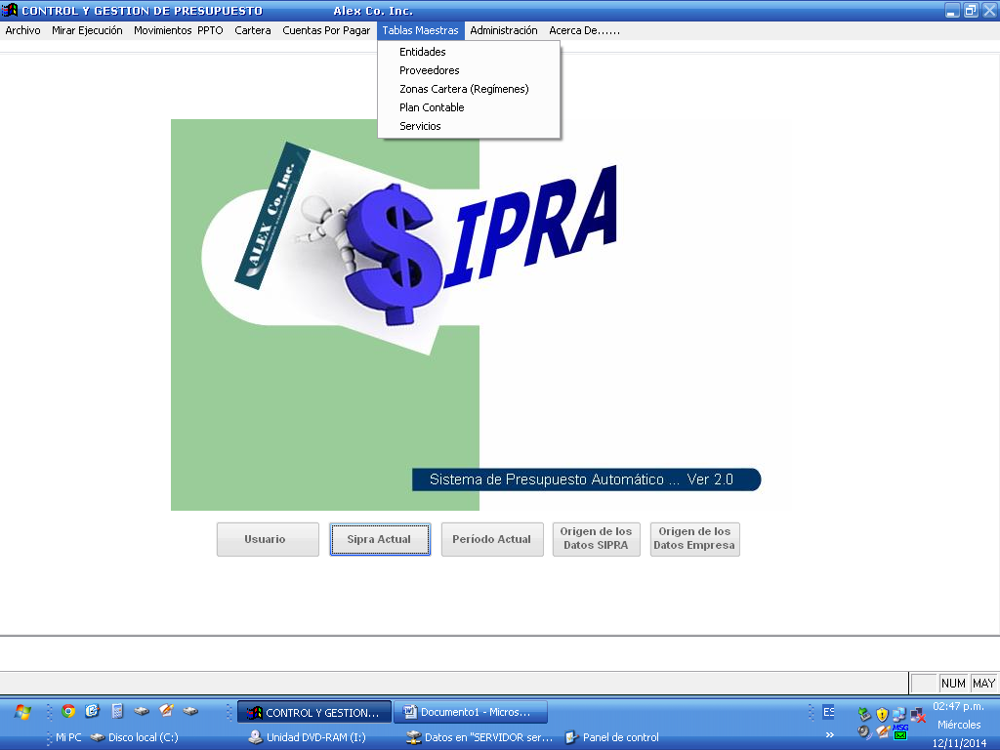 CONTROL Y GESTION DE PRESUPUESTO Alex Co. Inc.
Archivo Mirar Ejecución Movimientos PPTO Cartera Cuentas Por Pagar Tablas Maestras Administración Acerca De......
Entidades
Proveedores
Zonas Cartera (Regímenes)
Plan Contable
Servicios
ALEX Co. Inc.
$IPRA
Sistema de Presupuesto Automático ... Ver 2.0
Usuario
Sipra Actual
Período Actual
Origen de los
Datos SIPRA
Origen de los
Datos Empresa
NUM MAY
CONTROL Y GESTION... Documento1 - Micros... ES 02:47 p.m.
Miércoles
Mi PC Disco local (C:) Unidad DVD-RAM (I:) Datos en "SERVIDOR ser... Panel de control » MSG 12/11/2014